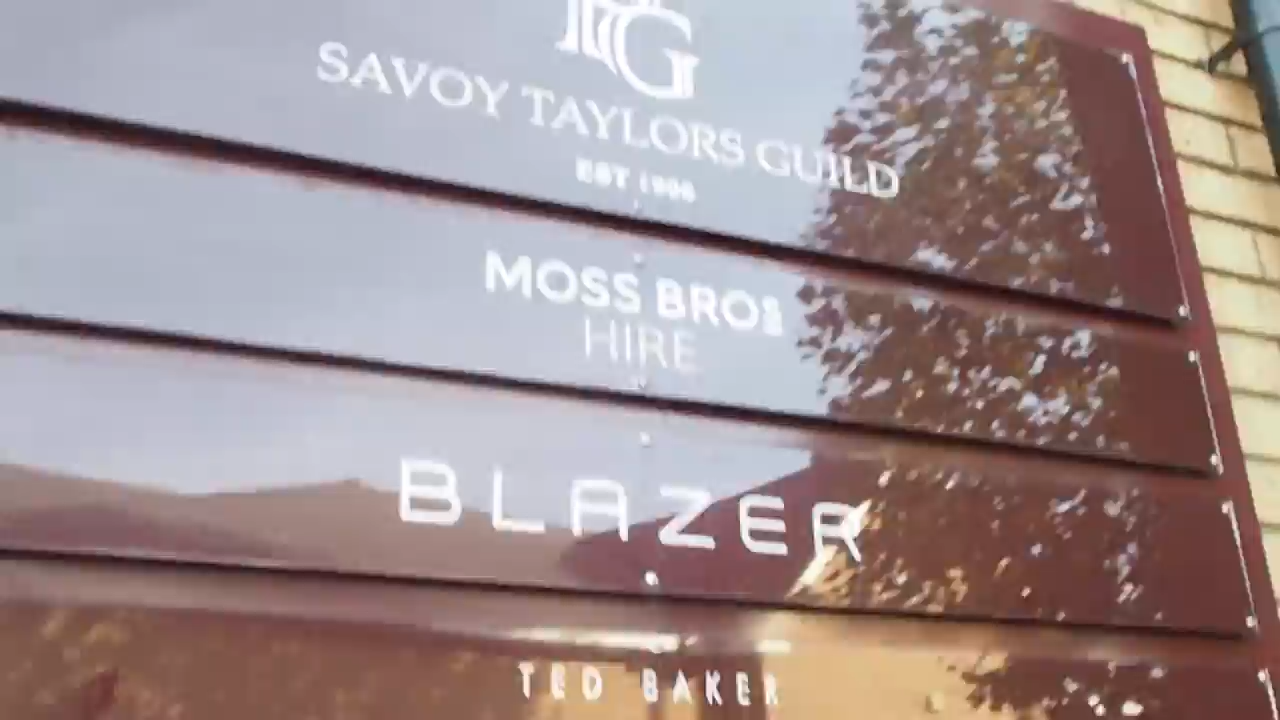 SAVOY TAYLORS GUILD
MOSS BROS
HIRE
BLAZER
TED BAKER